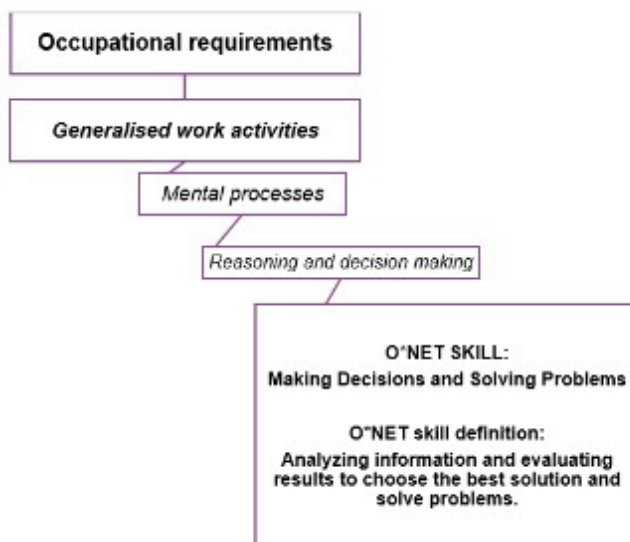 Occupational requirements
Generalised work activities
Mental processes
Reasoning and decision making
O*NET SKILL:
Making Decisions and Solving Problems
O*NET skill definition:
Analyzing information and evaluating
results to choose the best solution and
solve problems.